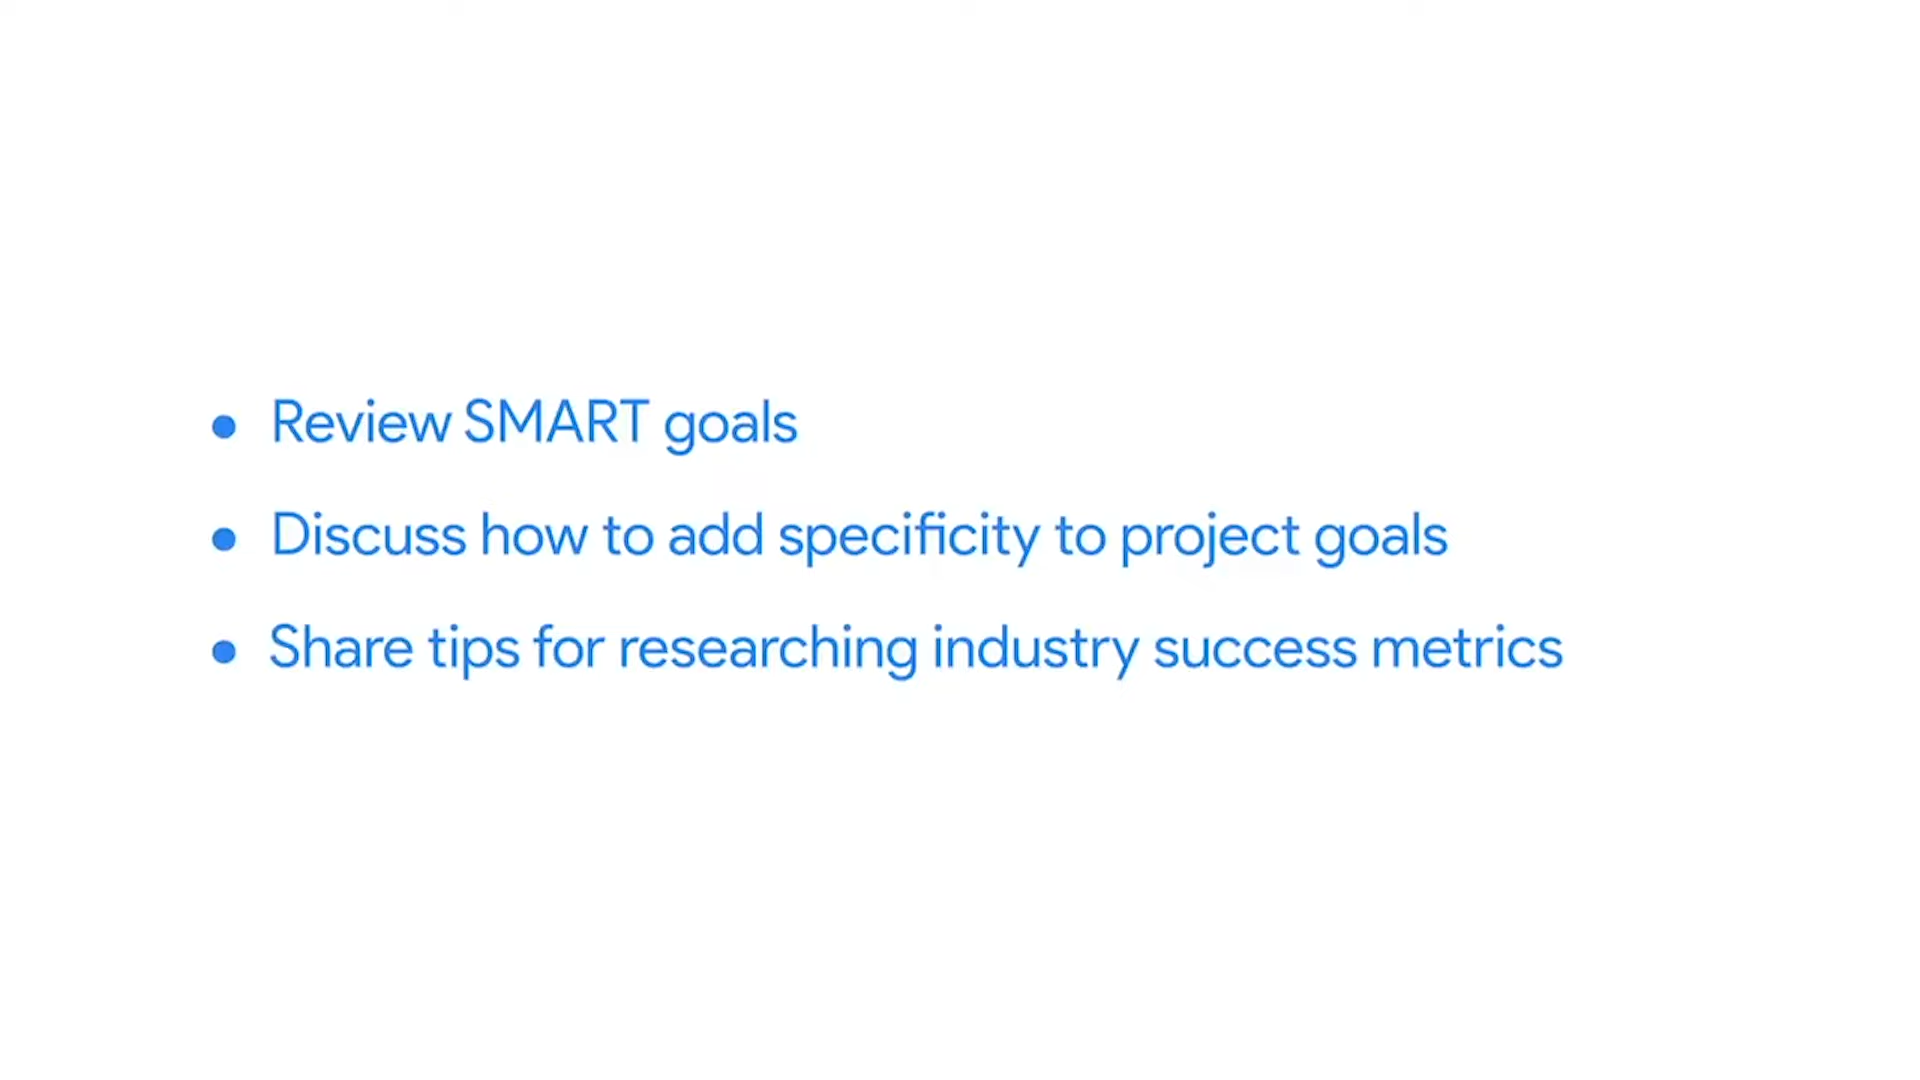 • Review SMART goals
• Discuss how to add specificity to project goals
• Share tips for researching industry success metrics